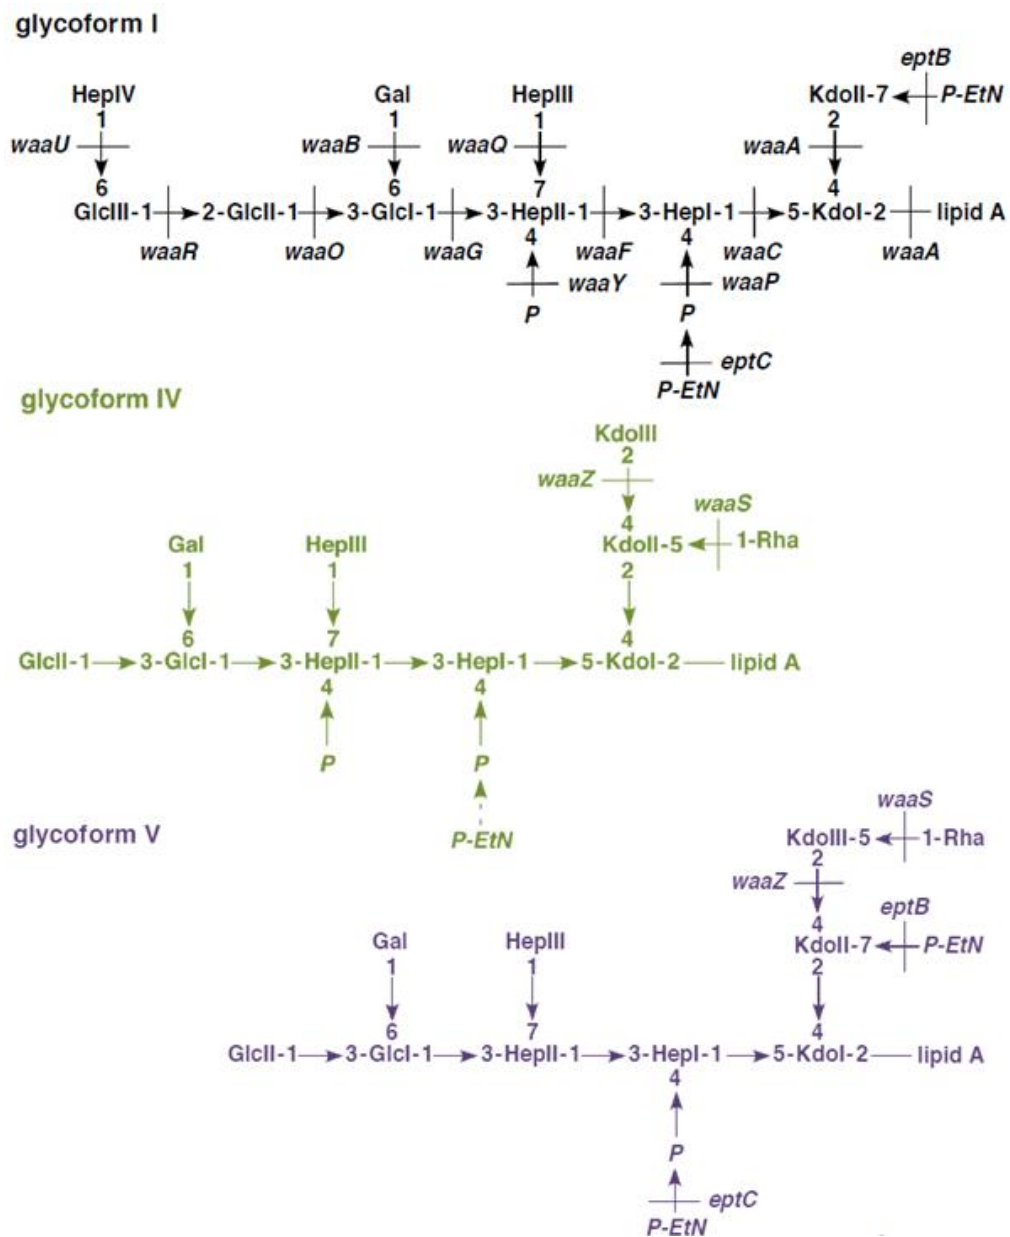 glycoform I
eptB
HepIV Gal HepIII KdoII-7 P-EtN
1 1 1 2
waaU waaB waaQ waaA
6 6 7 4
GlcIII-1 2-GlcII-1 3-GlcI-1 3-HepII-1 3-HepI-1 5-KdoI-2 lipid A
waaR waaO waaG 4 waaF 4 waaC waaA
waaY waaP
P P
eptC
P-EtN
glycoform IV
KdoIII
2
waaZ
waaS
4
Gal HepIII KdoII-5 1-Rha
1 1 2
6 7 4
GlcII-1 3-GlcI-1 3-HepII-1 3-HepI-1 5-KdoI-2 lipid A
4 4
P P
P-EtN
glycoform V
waaS
KdoIII-5 1-Rha
2
waaZ
eptB
4
Gal HepIII KdoII-7 P-EtN
1 1 2
6 7 4
GlcII-1 3-GlcI-1 3-HepII-1 3-HepI-1 5-KdoI-2 lipid A
4
P
eptC
P-EtN